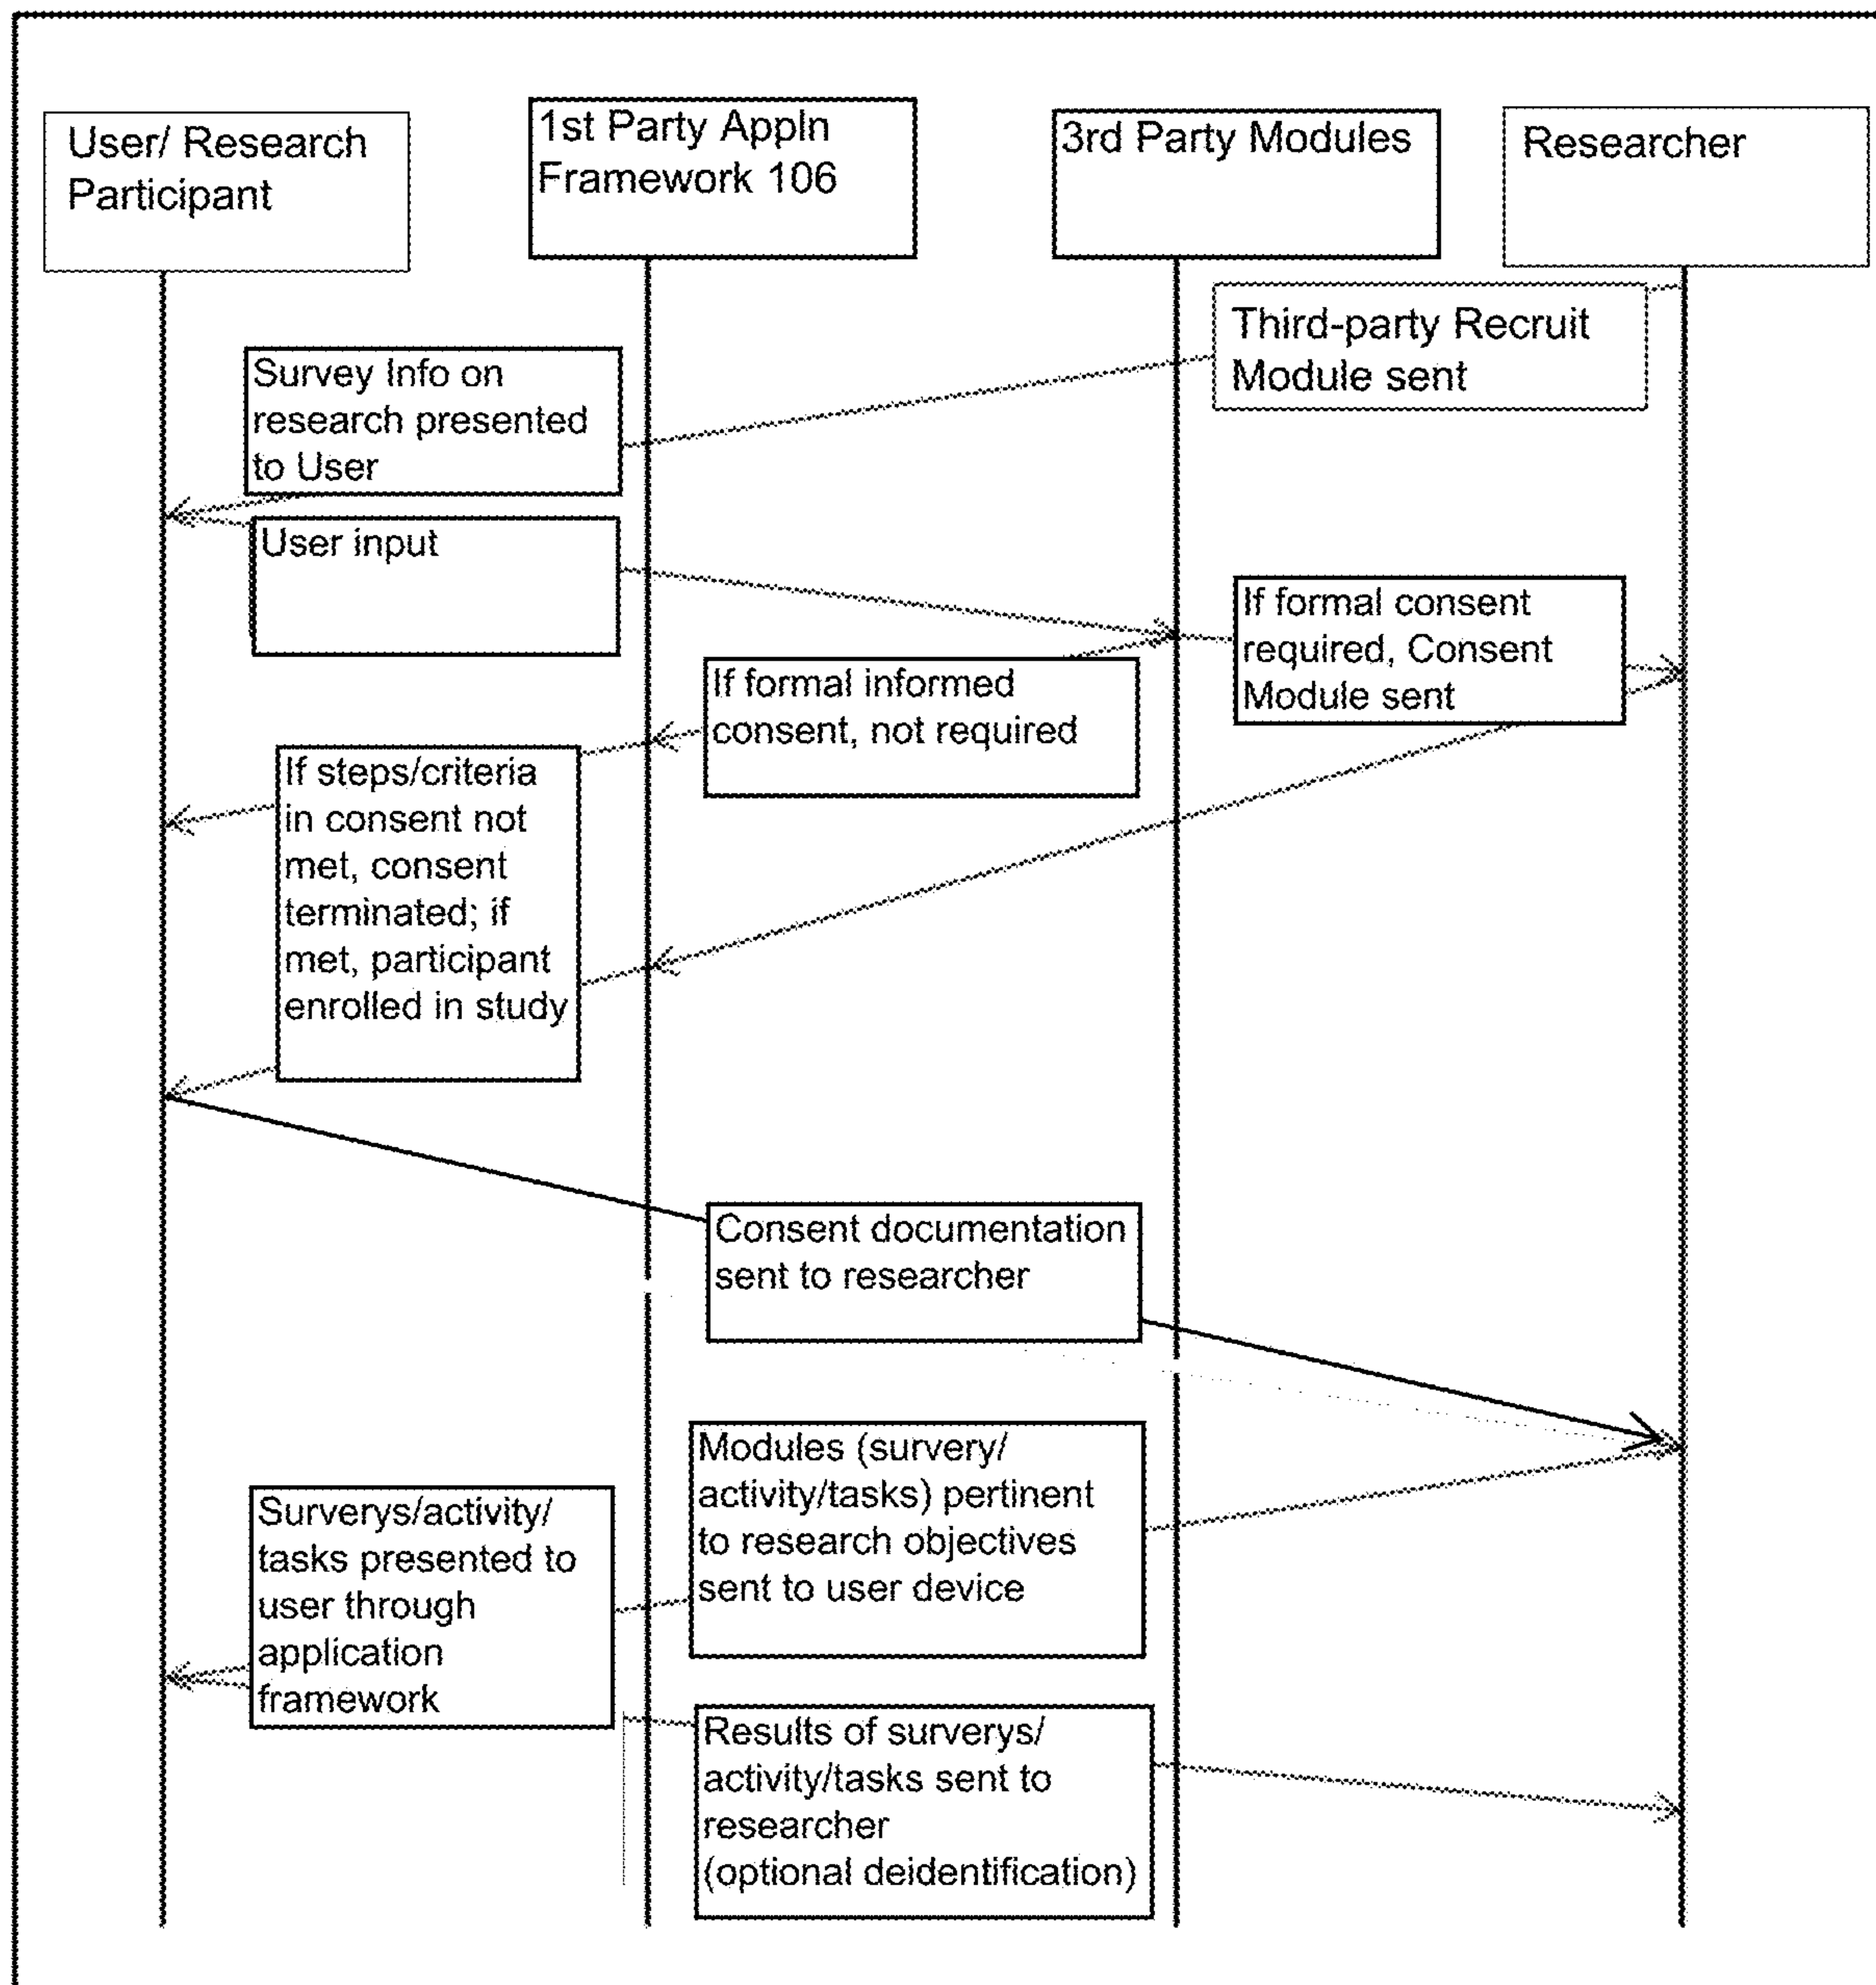 User/ Research
Participant
1st Party Appln
Framework 106
3rd Party Modules
Researcher
Third-party Recruit
Module sent
Survey Info on
research presented
to User
User input
If formal consent
required, Consent
Module sent
If formal informed
consent, not required
If steps/criteria
in consent not
met, consent
terminated; if
met, participant
enrolled in study
Consent documentation
sent to researcher
Modules (survery/
activity/tasks) pertinent
to research objectives
sent to user device
Surverys/activity/
tasks presented to
user through
application
framework
Results of surverys/
activity/tasks sent to
researcher
(optional deidentification)